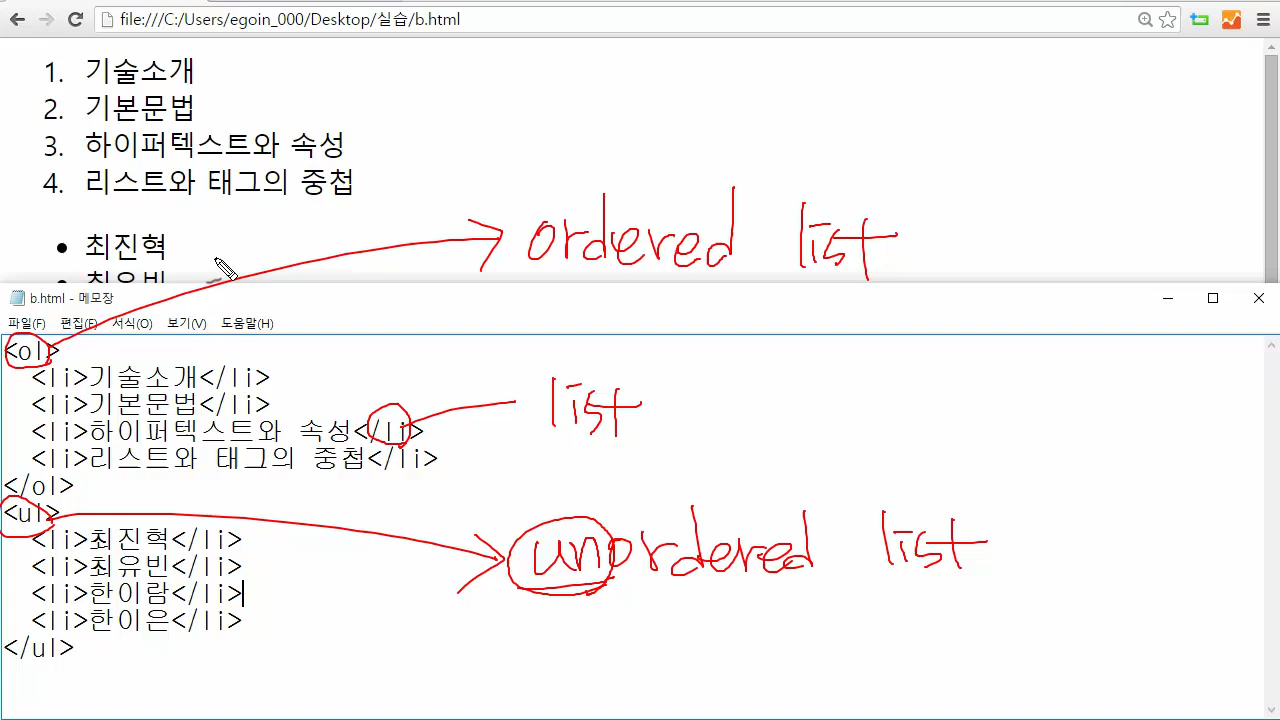 file:///C:/Users/egoin_000/Desktop/실습/b.html
1. 기술소개
2. 기본문법
3. 하이퍼텍스트와 속성
4. 리스트와 태그의 중첩
• 최진혁
ordered list
• 최유빈
b.html - 메모장
파일(F) 편집(E) 서식(O) 보기(V) 도움말(H)
<ol>
<li>기술소개</li>
<li>기본문법</li>
list
<li>하이퍼텍스트와 속성</li>
<li>리스트와 태그의 중첩</li>
</ol>
<ul>
<li>최진혁</li>
unordered list
<li>최유빈</li>
<li>한이람</li>
<li>한이은</li>
</ul>